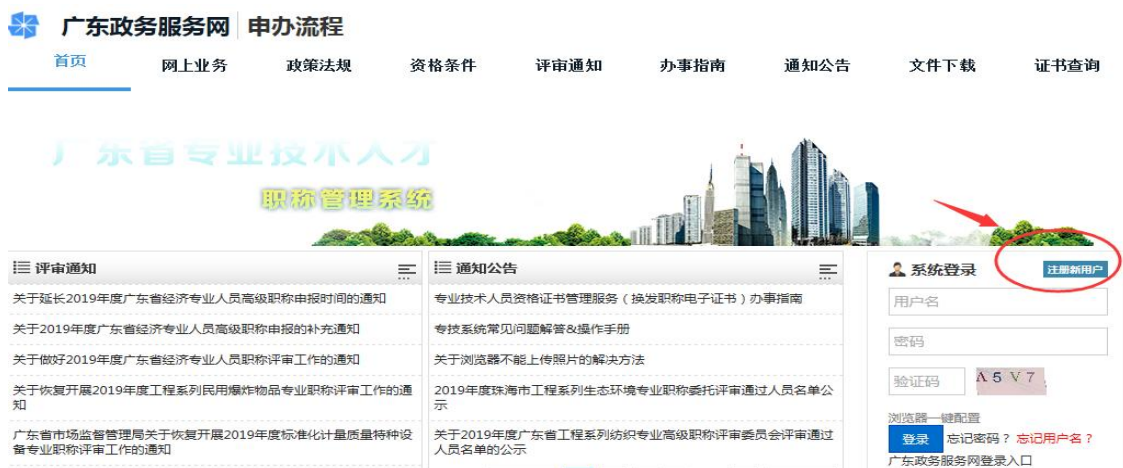 广东政务服务网 申办流程
首页 网上业务 政策法规 资格条件 评审通知 办事指南 通知公告 文件下载 证书查询
广东省专业技术人才
职称管理系统
评审通知
关于延长2019年度广东省经济专业人员高级职称申报时间的通知
关于2019年度广东省经济专业人员高级职称申报的补充通知
关于做好2019年度广东省经济专业人员职称评审工作的通知
关于恢复开展2019年度工程系列民用爆炸物品专业职称评审工作的通
知
广东省市场监督管理局关于恢复开展2019年度标准化计量质量特种设
备专业职称评审工作的通知
通知公告
专业技术人员资格证书管理服务（换发职称电子证书）办事指南
专技系统常见问题解答&操作手册
关于浏览器不能上传照片的解决方法
2019年度珠海市工程系列生态环境专业职称委托评审通过人员名单公
示
关于2019年度广东省工程系列纺织专业高级职称评审委员会评审通过
人员名单的公示
系统登录 注册新用户
用户名
密码
验证码 A 5 V 7
浏览器一键配置
登录 忘记密码？ 忘记用户名？
广东政务服务网登录入口